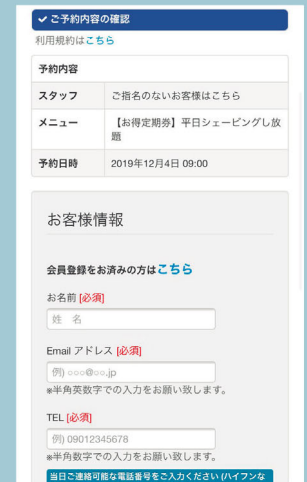 ✔ ご予約内容の確認
利用規約はこちら
予約内容
スタッフ ご指名のないお客様はこちら
メニュー 【お得定期券】平日シェービングし放
題
予約日時 2019年12月4日 09:00
お客様情報
会員登録をお済みの方はこちら
お名前 [必須]
姓 名
Email アドレス [必須]
例) ○○○@○○.jp
※半角英数字での入力をお願い致します。
TEL [必須]
例) 09012345678
※半角数字での入力をお願い致します。
当日ご連絡可能な電話番号をご入力ください (ハイフンな